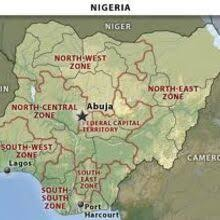 NIGERIA
NIGER
NORTH-WEST
ZONE
NORTH-EAST
ZONE
NORTH-CENTRAL
ZONE
Abuja
FEDERAL CAPITAL
TERRITORY
SOUTH-WEST
ZONE
CAMERO
Lagos
SOUTH-EAST
ZONE
SOUTH-
SOUTH
ZONE
Port
Harcourt